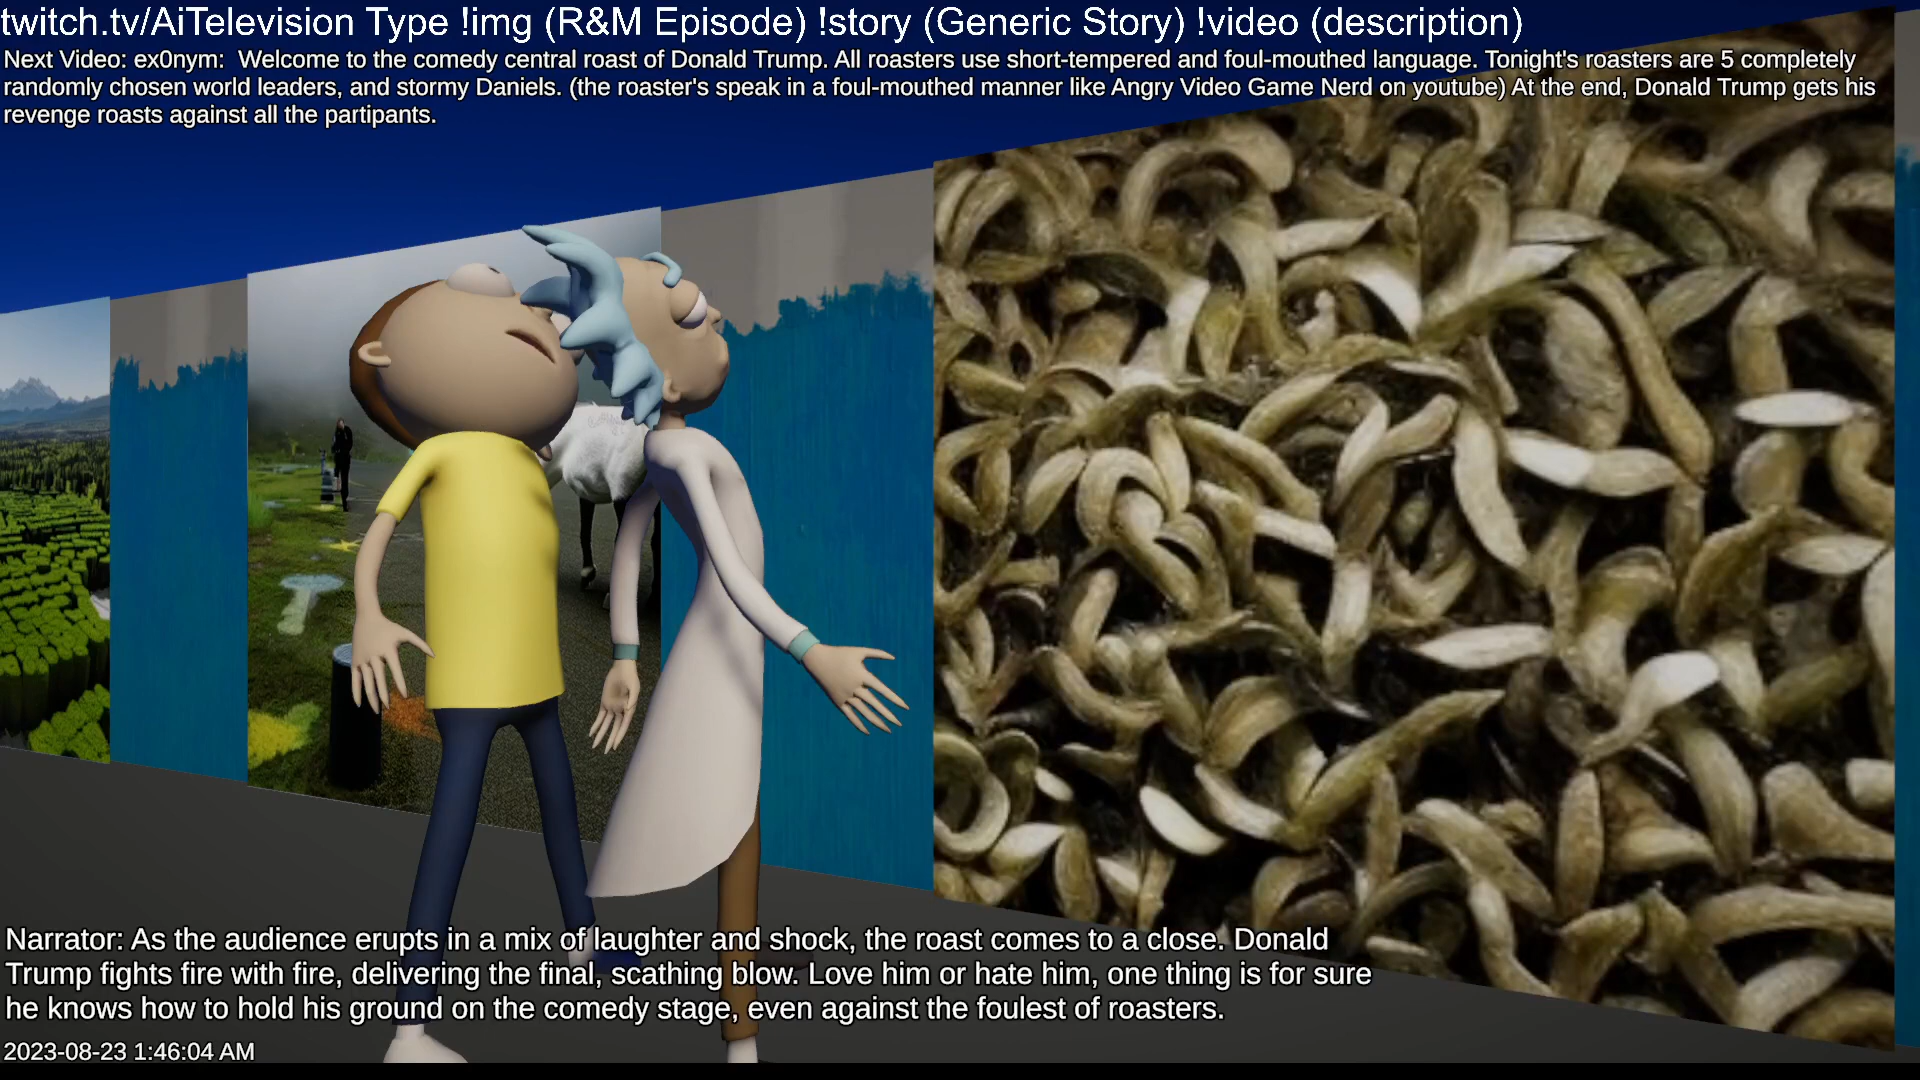 twitch.tv/AiTelevision Type !img (R&M Episode) !story (Generic Story) !video (description)
Next Video: ex0nym:  Welcome to the comedy central roast of Donald Trump. All roasters use short-tempered and foul-mouthed language. Tonight's roasters are 5 completely
randomly chosen world leaders, and stormy Daniels. (the roaster's speak in a foul-mouthed manner like Angry Video Game Nerd on youtube) At the end, Donald Trump gets his
revenge roasts against all the partipants.
Narrator: As the audience erupts in a mix of laughter and shock, the roast comes to a close. Donald
Trump fights fire with fire, delivering the final, scathing blow. Love him or hate him, one thing is for sure
he knows how to hold his ground on the comedy stage, even against the foulest of roasters.
2023-08-23 1:46:04 AM